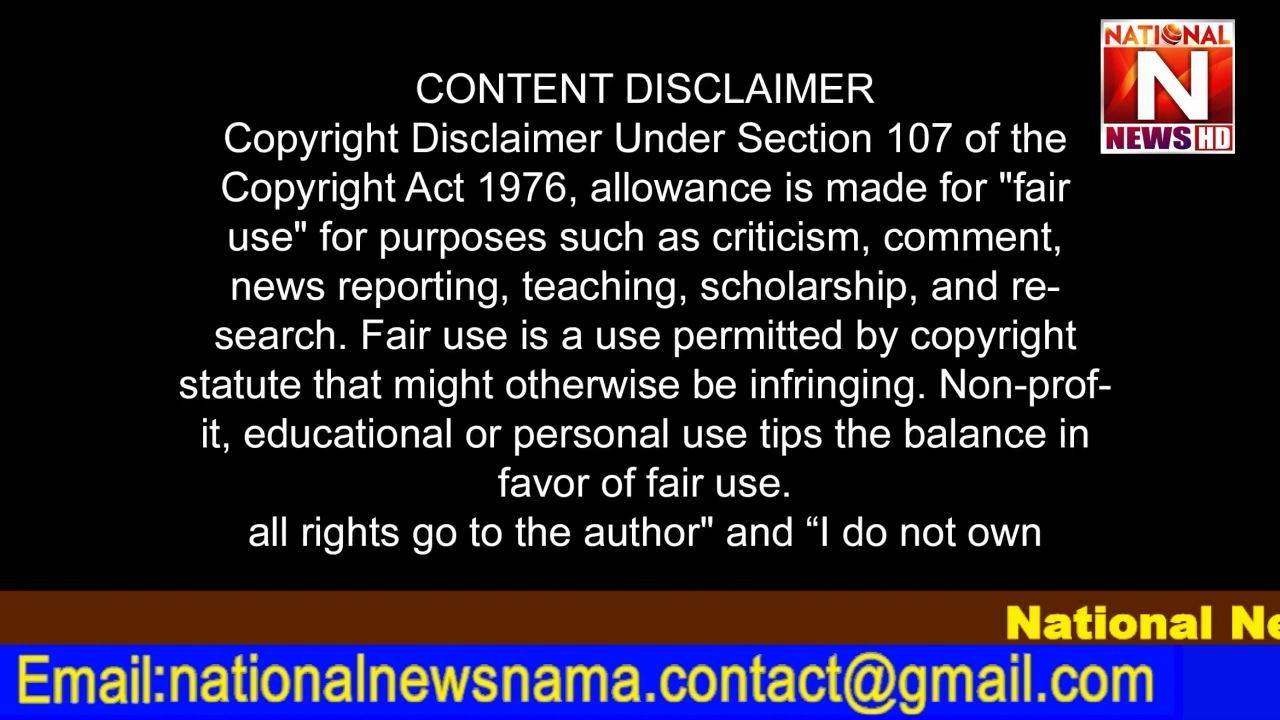 NATIONAL
N
NEWS HD
CONTENT DISCLAIMER
Copyright Disclaimer Under Section 107 of the
Copyright Act 1976, allowance is made for "fair
use" for purposes such as criticism, comment,
news reporting, teaching, scholarship, and re-
search. Fair use is a use permitted by copyright
statute that might otherwise be infringing. Non-prof-
it, educational or personal use tips the balance in
favor of fair use.
all rights go to the author" and “I do not own
National Ne
Email:nationalnewsnama.contact@gmail.com